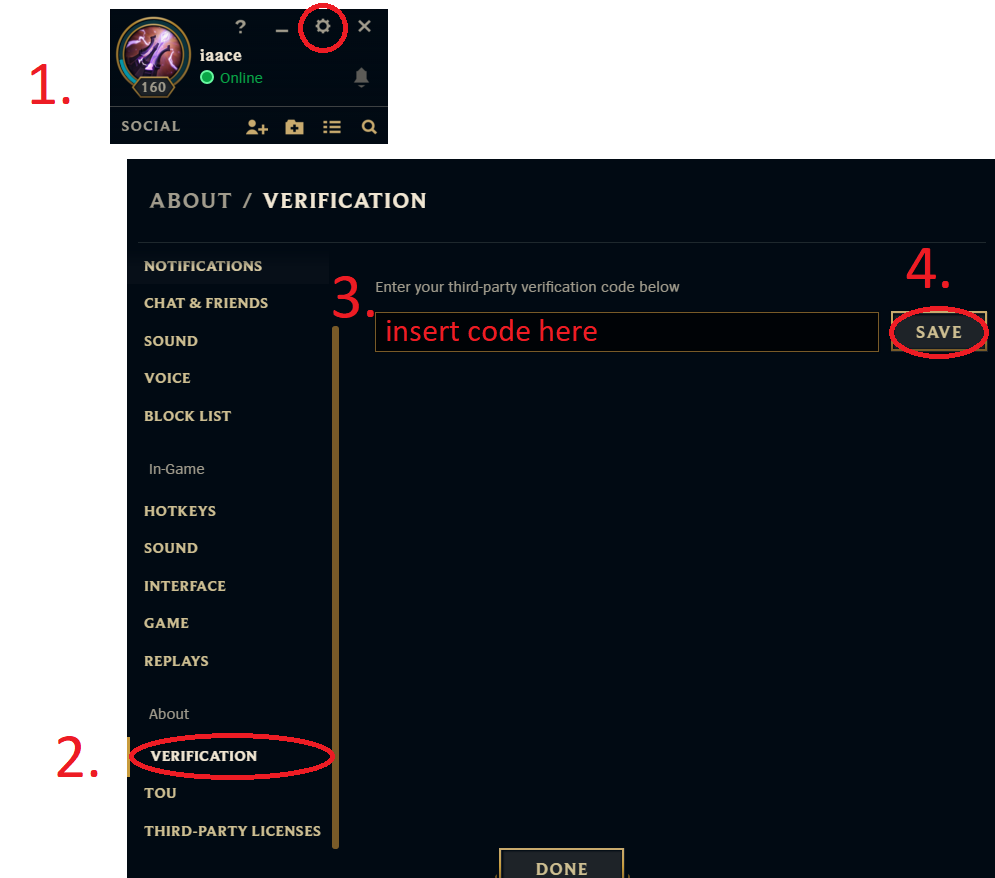 1.
?
iaace
Online
160
SOCIAL
ABOUT / VERIFICATION
NOTIFICATIONS
CHAT & FRIENDS
SOUND
VOICE
BLOCK LIST
In-Game
HOTKEYS
SOUND
INTERFACE
GAME
REPLAYS
About
2.
VERIFICATION
TOU
THIRD-PARTY LICENSES
3.
Enter your third-party verification code below
insert code here
4.
SAVE
DONE